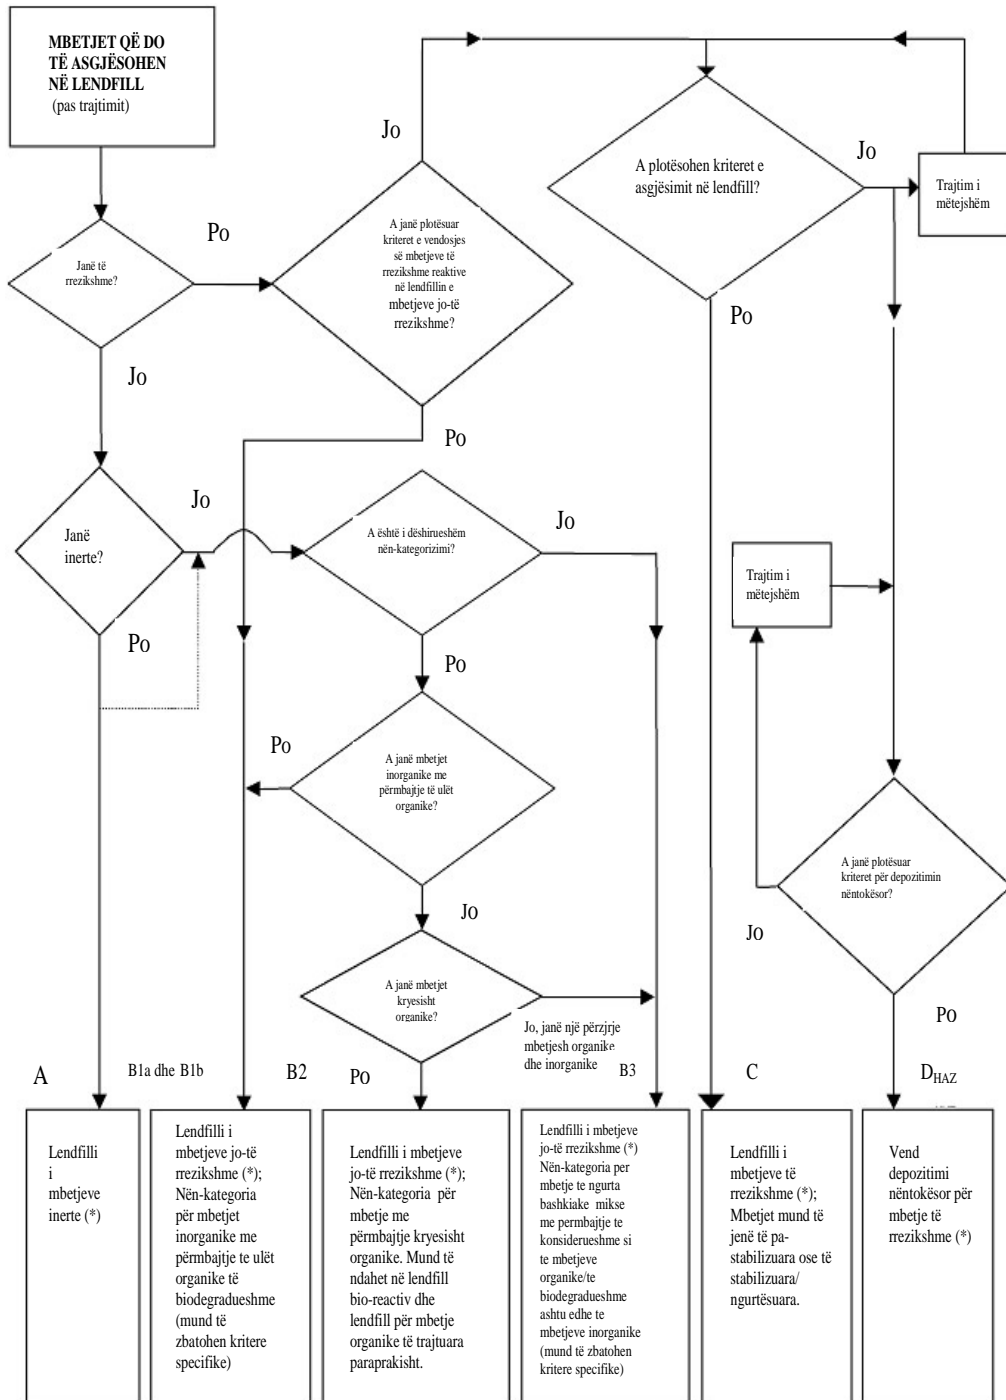 MBETJET QË DO
TË ASGJËSOHEN
NË LENDFILL
(pas trajtimit)
Jo
A plotësohen kriteret e
asgjësimit në lendfill?
Jo
Trajtim i
mëtejshëm
Janë të
rrezikshme?
Po
A janë plotësuar
kriteret e vendosjes
së mbetjeve të
rrezikshme reaktive
në lendfillin e
mbetjeve jo-të
rrezikshme?
Po
Jo
Po
Janë
inerte?
Jo
A është i dëshirueshëm
nën-kategorizimi?
Jo
Trajtim i
mëtejshëm
Po
Po
Po
A janë mbetjet
inorganike me
përmbajtje të ulët
organike?
A janë plotësuar
kriteret për depozitimin
nëntokësor?
Jo
Jo
A janë mbetjet
kryesisht
organike?
Po
Jo, janë një përzjrje
mbetjesh organike
dhe inorganike
A
B1a dhe B1b
B2
Po
B3
C
DHAZ
Lendfilli
i
mbetjeve
inerte (*)
Lendfilli i
mbetjeve jo-të
rrezikshme (*);
Nën-kategoria
për mbetjet
inorganike me
përmbajtje te ulët
organike të
biodegradueshme
(mund të
zbatohen kritere
specifike)
Lendfilli i mbetjeve
jo-të rrezikshme (*);
Nën-kategoria për
mbetje me
përmbajtje kryesisht
organike. Mund të
ndahet në lendfill
bio-reactiv dhe
lendfill për mbetje
organike të trajtuara
paraprakisht.
Lendfilli i mbetjeve
jo-të rrezikshme (*)
Nën-kategoria per
mbetje te ngurta
bashkiake mikse
me permbajtje te
konsiderueshme si
te mbetjeve
organike/te
biodegradueshme
ashtu edhe te
mbetjeve inorganike
(mund të zbatohen
kritere specifike)
Lendfilli i
mbetjeve të
rrezikshme (*);
Mbetjet mund të
jenë të pa-
stabilizuara ose të
stabilizuara/
ngurtësuara.
Vend
depozitimi
nëntokësor për
mbetje të
rrezikshme (*)